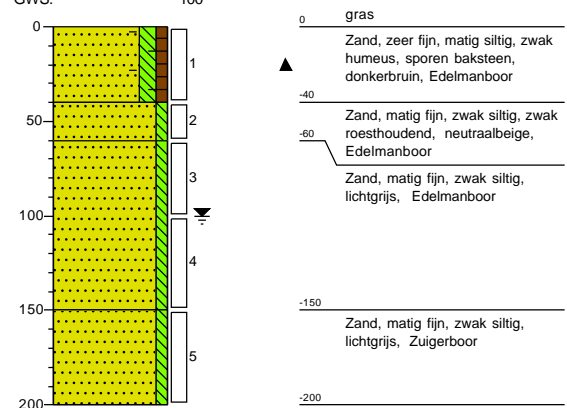 GWS: 100
0
50
100
150
200
1
2
3
4
5
0
gras
Zand, zeer fijn, matig siltig, zwak
humeus, sporen baksteen,
donkerbruin, Edelmanboor
-40
Zand, matig fijn, zwak siltig, zwak
roesthoudend, neutraalbeige,
Edelmanboor
-60
Zand, matig fijn, zwak siltig,
lichtgrijs, Edelmanboor
-150
Zand, matig fijn, zwak siltig,
lichtgrijs, Zuigerboor
-200